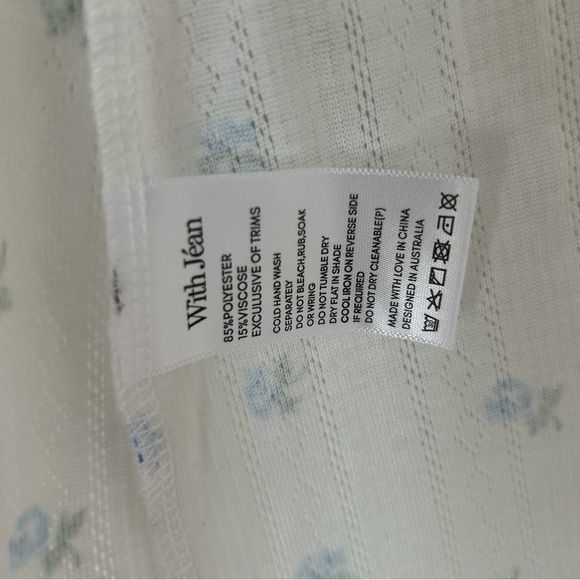 With Jéan
85%POLYESTER
15%VISCOSE
EXCULUSIVE OF TRIMS
COLD HAND WASH
SEPARATELY
DO NOT BLEACH,RUB,SOAK
OR WRING
DO NOT TUMBLE DRY
DRY FLAT IN SHADE
COOL IRON ON REVERSE SIDE
IF REQUIRED
DO NOT DRY CLEANABLE(P)
MADE WITH LOVE IN CHINA
DESIGNED IN AUSTRALIA